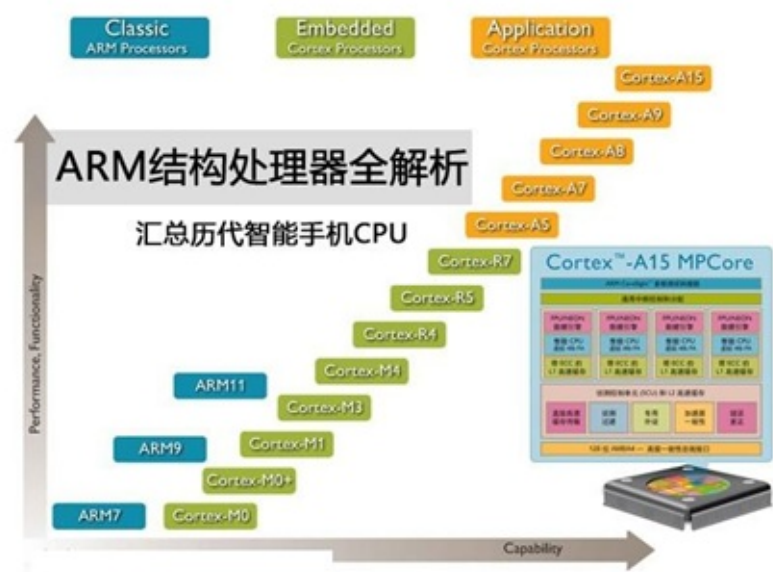 Classic
ARM Processors
Embedded
Cortex Processors
Application
Cortex Processors
Cortex-A15
Cortex-A9
Cortex-A8
Cortex-A7
Cortex-A5
ARM结构处理器全解析
汇总历代智能手机CPU
Cortex-R7
Cortex-R5
Cortex-R4
Cortex-M4
Cortex-M3
Cortex-M1
Cortex-M0+
Cortex-M0
ARM11
ARM9
ARM7
Performance, Functionality
Capability
Cortex™-A15 MPCore